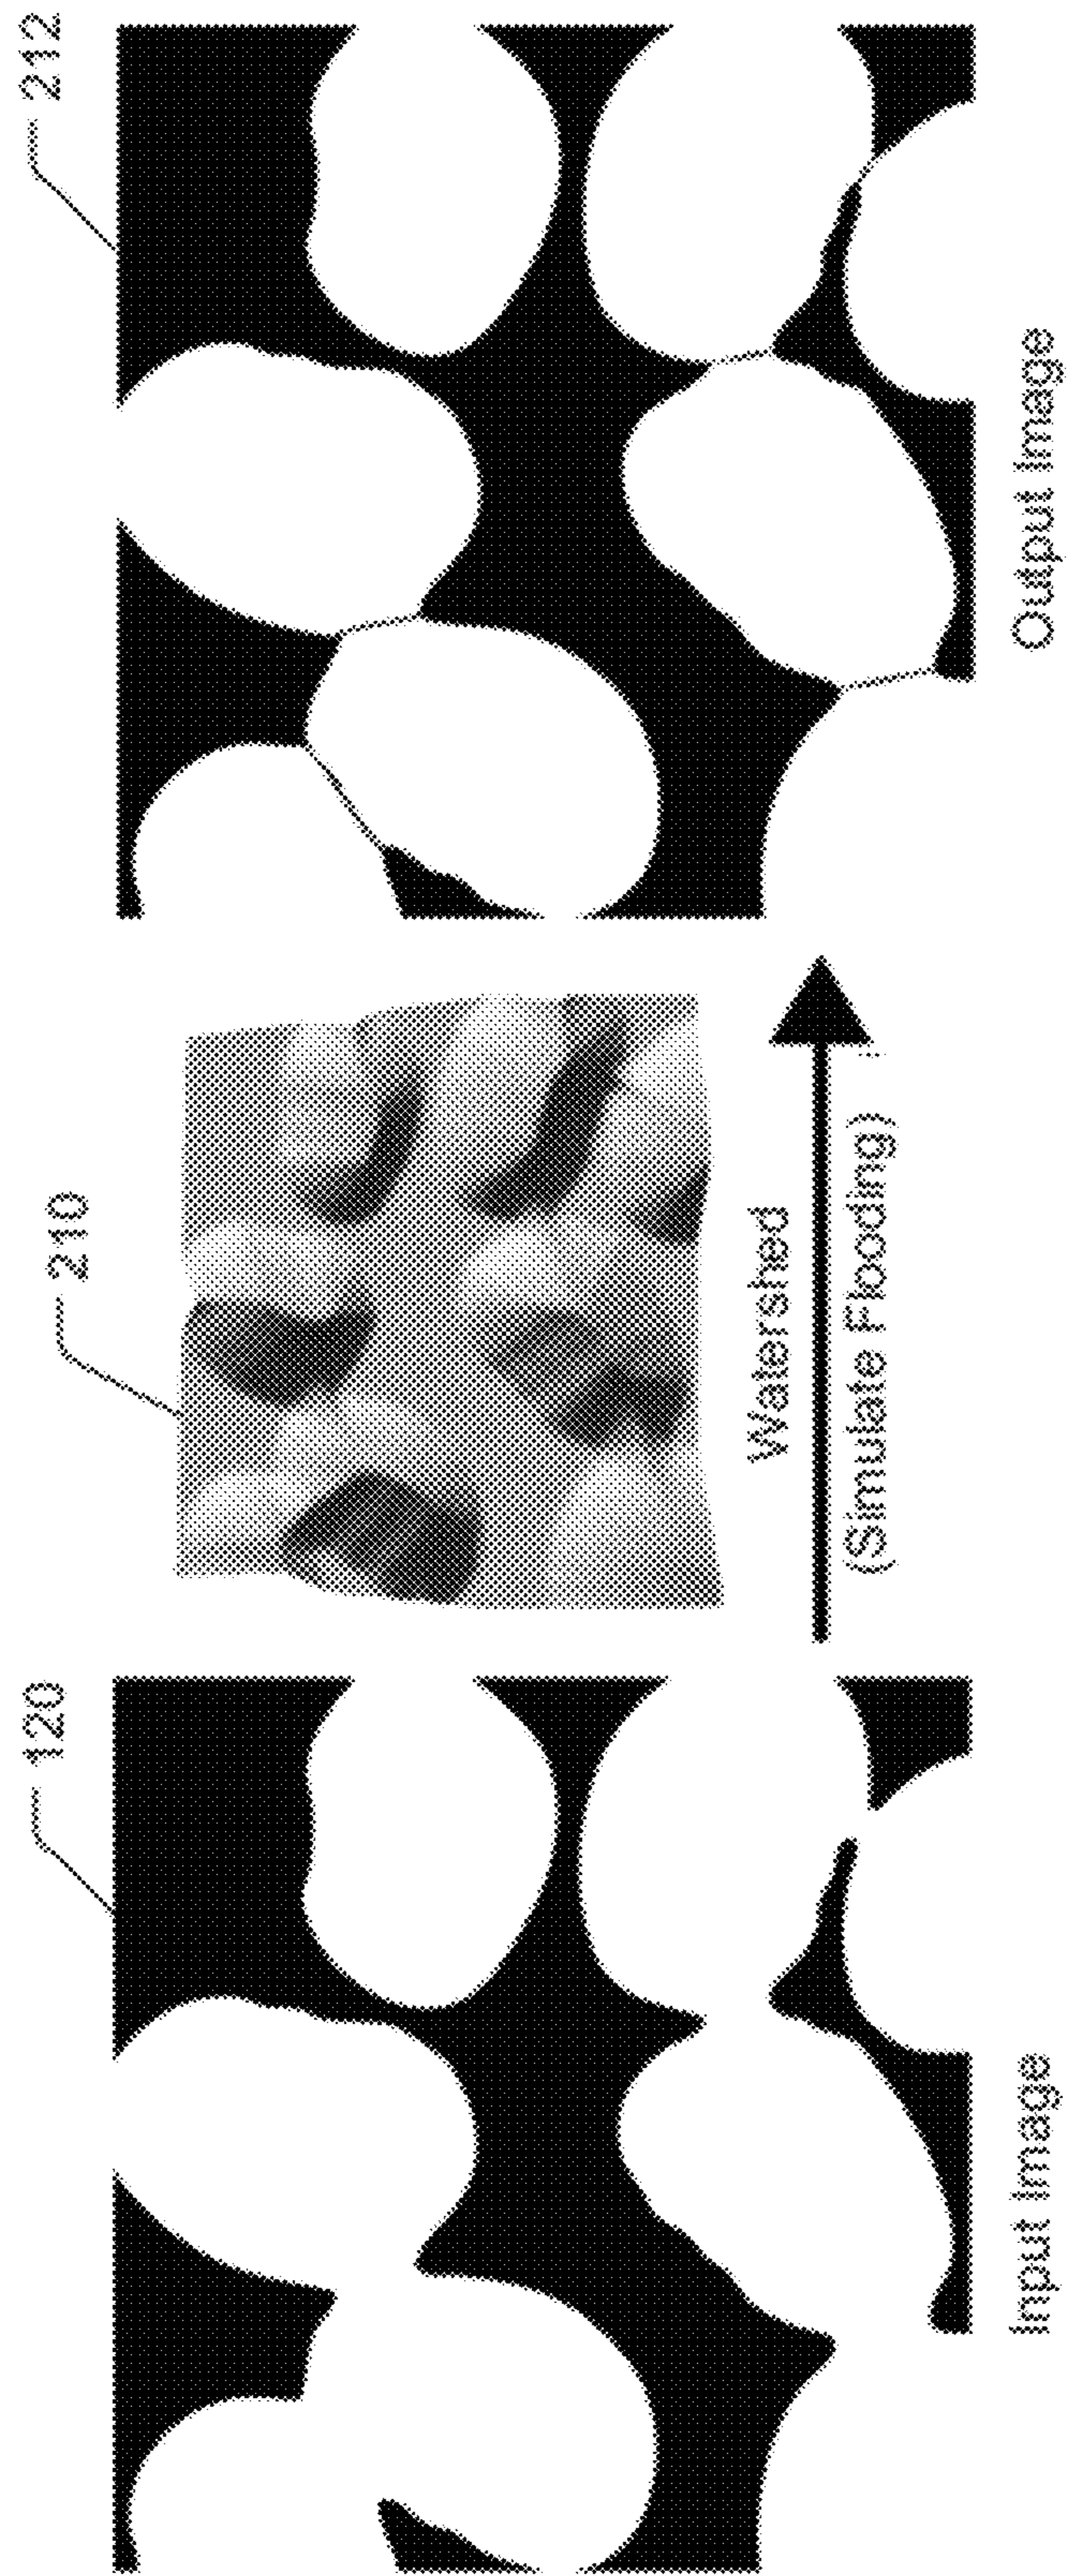 120
210
212
Watershed
(Simulate Flooding)
Input Image
Output Image